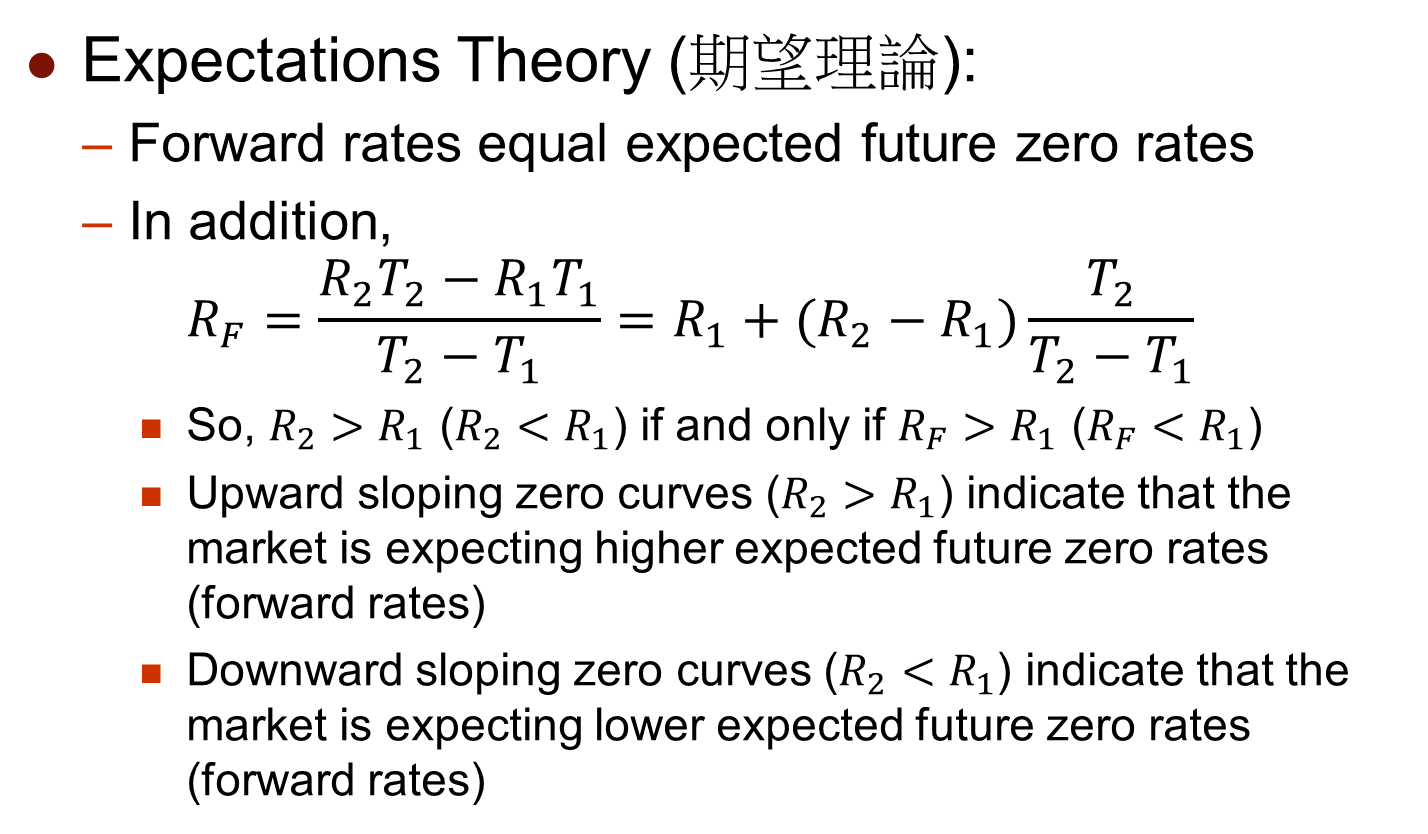 ● Expectations Theory (期望理論):
– Forward rates equal expected future zero rates
– In addition,
R_F = \frac{R_2T_2 − R_1T_1}{T_2 − T_1} = R_1 + (R_2 − R_1)\frac{T_2}{T_2 − T_1}
■ So, R_2 > R_1 (R_2 < R_1) if and only if R_F > R_1 (R_F < R_1)
■ Upward sloping zero curves (R_2 > R_1) indicate that the
market is expecting higher expected future zero rates
(forward rates)
■ Downward sloping zero curves (R_2 < R_1) indicate that the
market is expecting lower expected future zero rates
(forward rates)